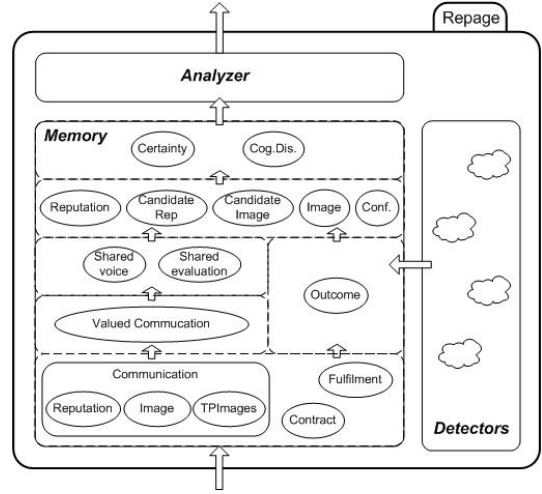 Repage
Analyzer
Memory
Certainty
Cog.Dis.
Reputation
Candidate
Rep
Candidate
Image
Image
Conf.
Shared
voice
Shared
evaluation
Outcome
Valued Commucation
Communication
Reputation
Image
TPImages
Fulfilment
Contract
Detectors